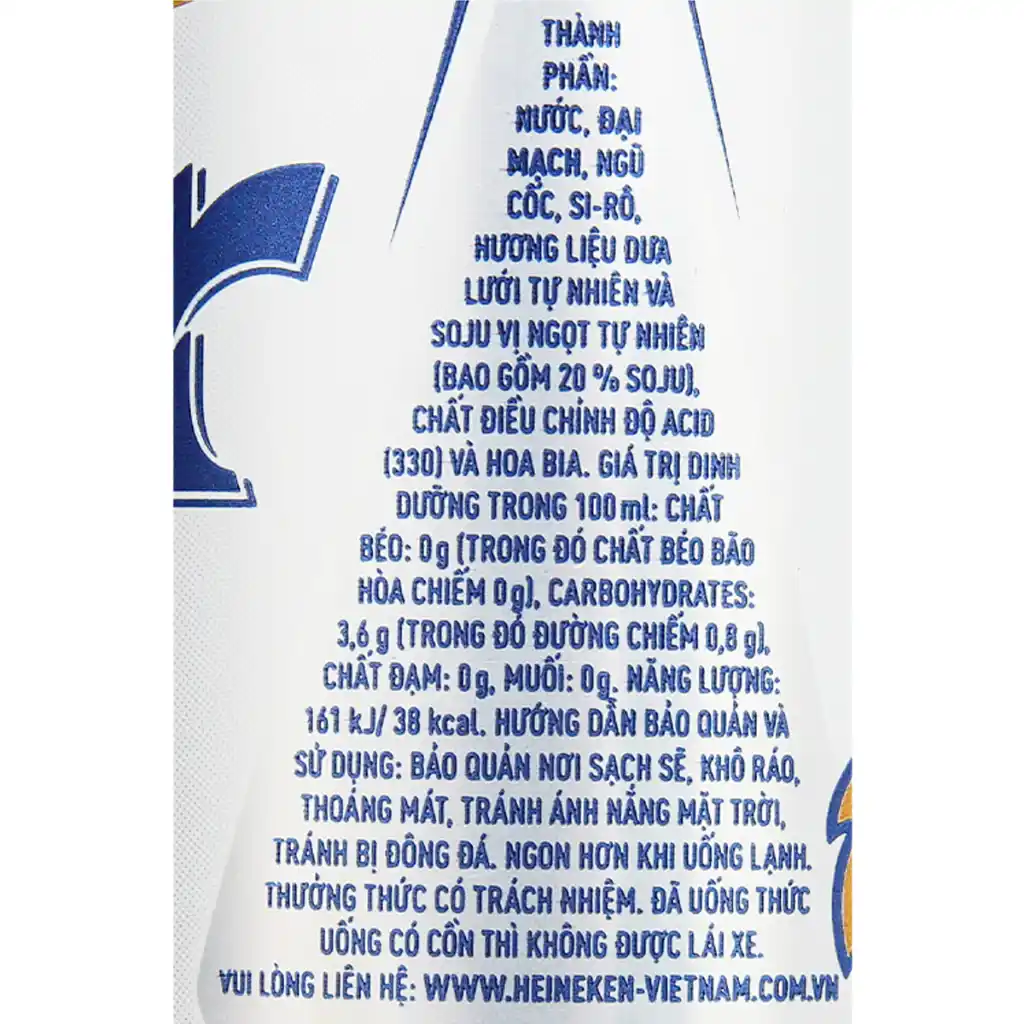 THÀNH
PHẦN:
NƯỚC, ĐẠI
MẠCH, NGŨ
CỐC, SI-RÔ,
HƯƠNG LIỆU DƯA
LƯỚI TỰ NHIÊN VÀ
SOJU VỊ NGỌT TỰ NHIÊN
(BAO GỒM 20 % SOJU),
CHẤT ĐIỀU CHỈNH ĐỘ ACID
(330) VÀ HOA BIA. GIÁ TRỊ DINH
DƯỠNG TRONG 100 ml: CHẤT
BÉO: 0 g (TRONG ĐÓ CHẤT BÉO BÃO
HÒA CHIẾM 0 g), CARBOHYDRATES:
3,6 g (TRONG ĐÓ ĐƯỜNG CHIẾM 0,8 g),
CHẤT ĐẠM: 0 g, MUỐI: 0g. NĂNG LƯỢNG:
161 kJ/ 38 kcal. HƯỚNG DẪN BẢO QUẢN VÀ
SỬ DỤNG: BẢO QUẢN NƠI SẠCH SẼ, KHÔ RÁO,
THOÁNG MÁT, TRÁNH ÁNH NẮNG MẶT TRỜI,
TRÁNH BỊ ĐÔNG ĐÁ. NGON HƠN KHI UỐNG LẠNH.
THƯỞNG THỨC CÓ TRÁCH NHIỆM. ĐÃ UỐNG THỨC
UỐNG CÓ CỒN THÌ KHÔNG ĐƯỢC LÁI XE.
VUI LÒNG LIÊN HỆ: WWW.HEINEKEN-VIETNAM.COM.VN
r